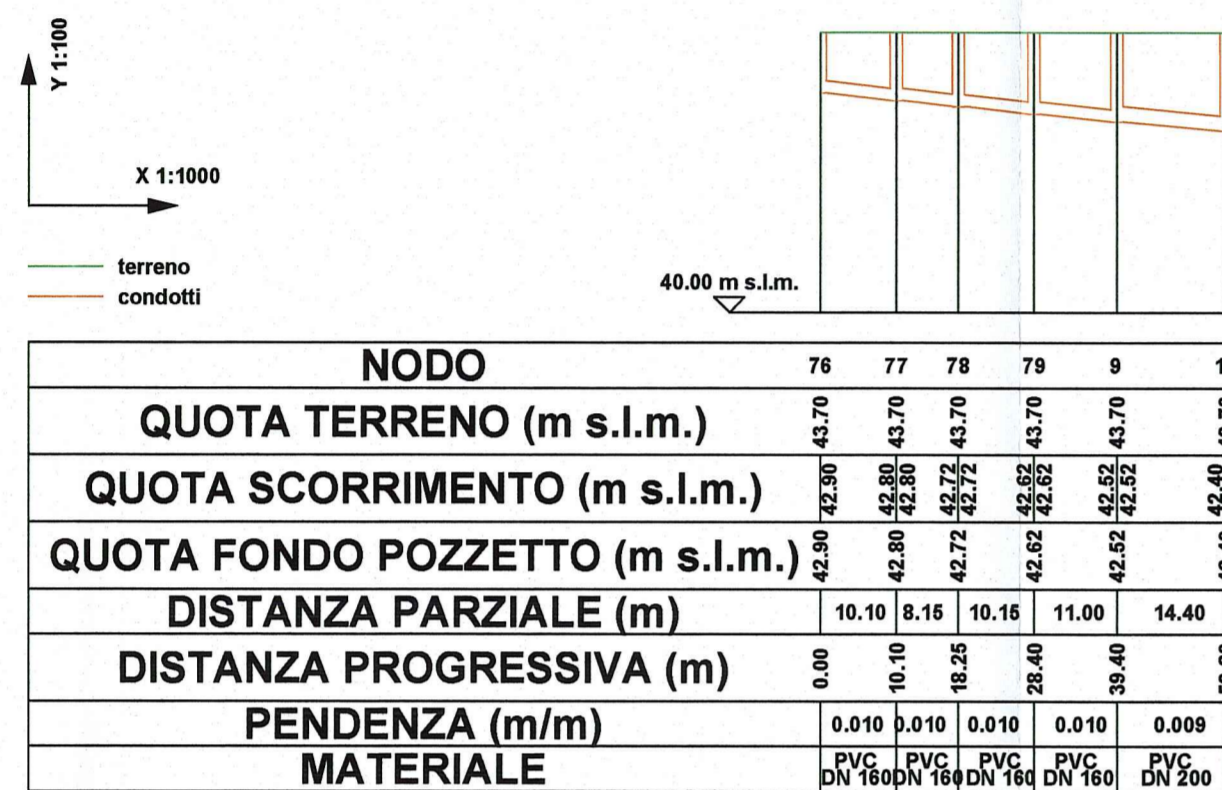 Y 1:100
X 1:1000
terreno
condotti
40.00 m s.l.m.
NODO 76 77 78 79 9
QUOTA TERRENO (m s.l.m.) 43.70 43.70 43.70 43.70 43.70
QUOTA SCORRIMENTO (m s.l.m.) 42.90 42.80 42.80 42.72 42.72 42.62 42.62 42.52 42.52 42.40
QUOTA FONDO POZZETTO (m s.l.m.) 42.90 42.80 42.72 42.62 42.52
DISTANZA PARZIALE (m) 10.10 8.15 10.15 11.00 14.40
DISTANZA PROGRESSIVA (m) 0.00 10.10 18.25 28.40 39.40
PENDENZA (m/m) 0.010 0.010 0.010 0.010 0.009
MATERIALE PVC DN 160 PVC DN 160 PVC DN 160 PVC DN 160 PVC DN 200